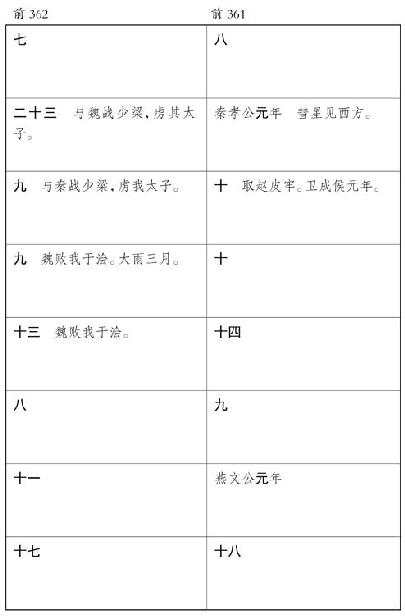 前 362 前 361
七 八
二十三 与魏战少梁，虏其太 秦孝公元年 彗星见西方。
子。
九 与秦战少梁，虏我太子。 十 取赵皮牢。卫成侯元年。
九 魏败我于浍。大雨三月。 十
十三 魏败我于浍。 十四
八 九
十一 燕文公元年
十七 十八